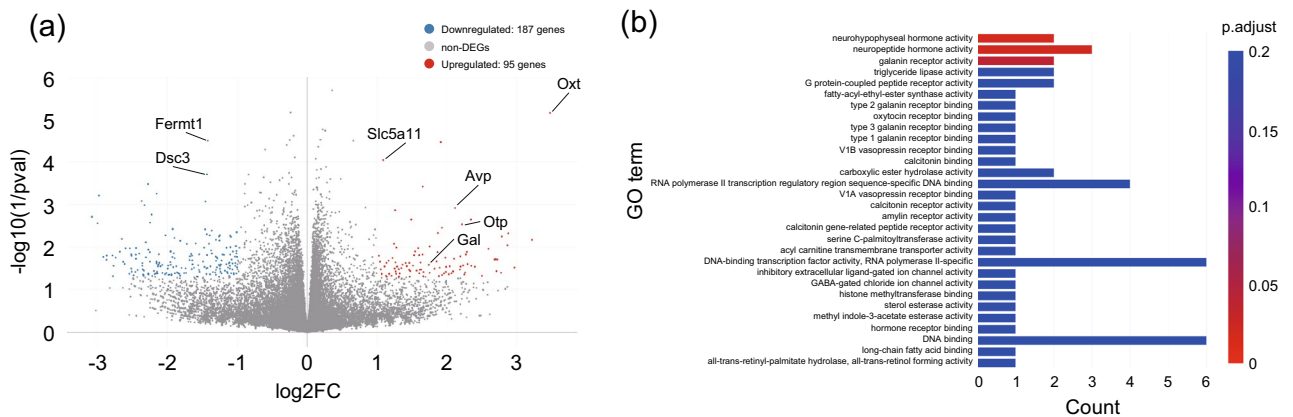 (a)
Downregulated: 187 genes
non-DEGs
Upregulated: 95 genes
Oxt
Fermt1
Slc5a11
Dsc3
Avp
Otp
Gal
6
5
4
3
2
1
0
-log10(1/pval)
-3
-2
-1
0
1
2
3
log2FC
(b)
GO term
neurohypophyseal hormone activity
neuropeptide hormone activity
galanin receptor activity
triglyceride lipase activity
G protein-coupled peptide receptor activity
fatty-acyl-ethyl-ester synthase activity
type 2 galanin receptor binding
oxytocin receptor binding
type 3 galanin receptor binding
type 1 galanin receptor binding
V1B vasopressin receptor binding
calcitonin binding
carboxylic ester hydrolase activity
RNA polymerase II transcription regulatory region sequence-specific DNA binding
V1A vasopressin receptor binding
calcitonin receptor activity
amylin receptor activity
calcitonin gene-related peptide receptor activity
serine C-palmitoyltransferase activity
acyl carnitine transmembrane transporter activity
DNA-binding transcription factor activity, RNA polymerase II-specific
inhibitory extracellular ligand-gated ion channel activity
GABA-gated chloride ion channel activity
histone methyltransferase binding
sterol esterase activity
methyl indole-3-acetate esterase activity
hormone receptor binding
DNA binding
long-chain fatty acid binding
all-trans-retinyl-palmitate hydrolase, all-trans-retinol forming activity
0 1 2 3 4 5 6
Count
p.adjust
0.2
0.15
0.1
0.05
0